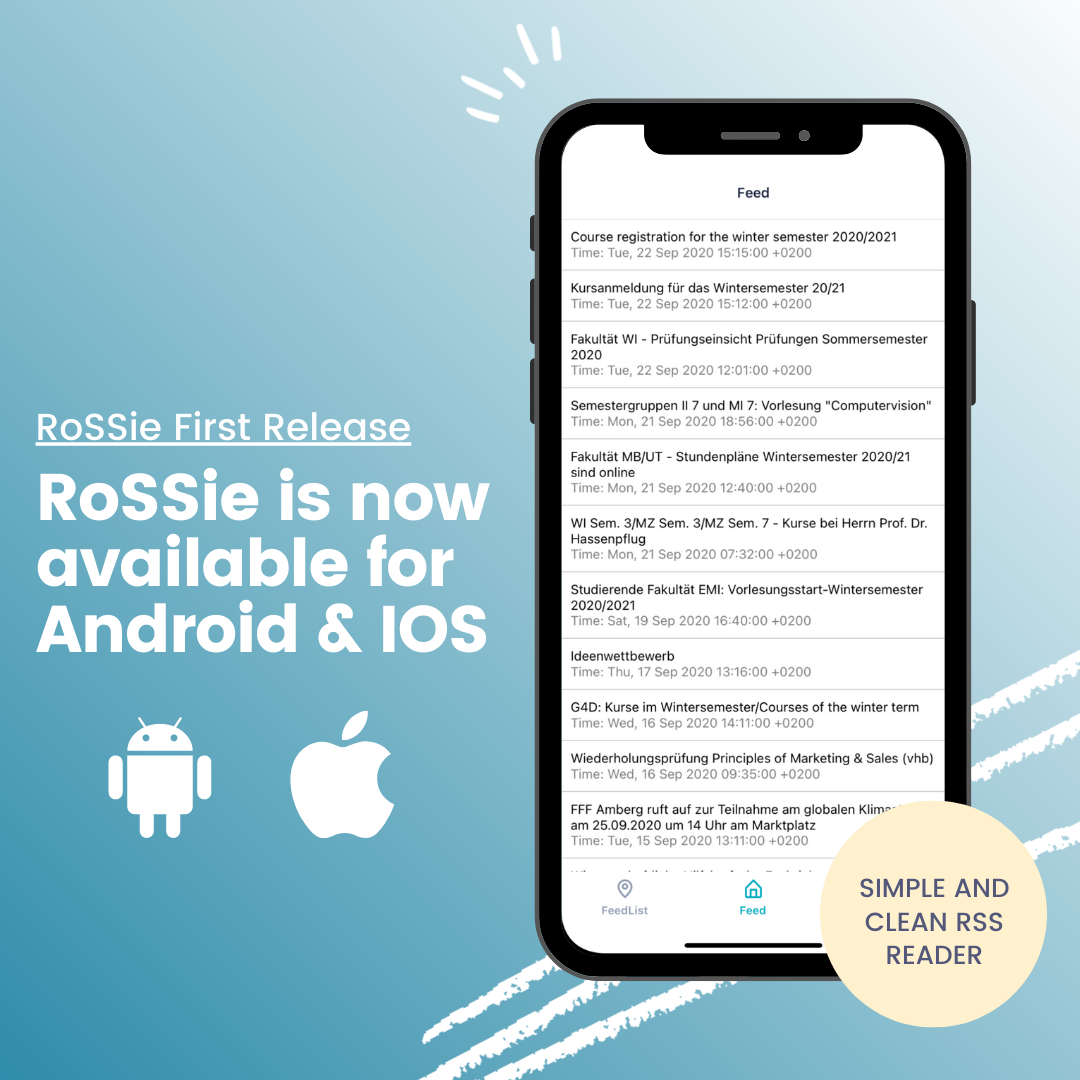 RoSSie First Release
RoSSie is now
available for
Android & IOS
Feed
Course registration for the winter semester 2020/2021
Time: Tue, 22 Sep 2020 15:15:00 +0200
Kursanmeldung für das Wintersemester 20/21
Time: Tue, 22 Sep 2020 15:12:00 +0200
Fakultät WI - Prüfungseinsicht Prüfungen Sommersemester
2020
Time: Tue, 22 Sep 2020 12:01:00 +0200
Semestergruppen II 7 und MI 7: Vorlesung "Computervision"
Time: Mon, 21 Sep 2020 18:56:00 +0200
Fakultät MB/UT - Stundenpläne Wintersemester 2020/21
sind online
Time: Mon, 21 Sep 2020 12:40:00 +0200
WI Sem. 3/MZ Sem. 3/MZ Sem. 7 - Kurse bei Herrn Prof. Dr.
Hassenpflug
Time: Mon, 21 Sep 2020 07:32:00 +0200
Studierende Fakultät EMI: Vorlesungsstart-Wintersemester
2020/2021
Time: Sat, 19 Sep 2020 16:40:00 +0200
Ideenwettbewerb
Time: Thu, 17 Sep 2020 13:16:00 +0200
G4D: Kurse im Wintersemester/Courses of the winter term
Time: Wed, 16 Sep 2020 14:11:00 +0200
Wiederholungsprüfung Principles of Marketing & Sales (vhb)
Time: Wed, 16 Sep 2020 09:35:00 +0200
FFF Amberg ruft auf zur Teilnahme am globalen
am 25.09.2020 um 14 Uhr am Marktplatz
Time: Tue, 15 Sep 2020 13:11:00 +0200
FeedList
Feed
SIMPLE AND
CLEAN RSS
READER